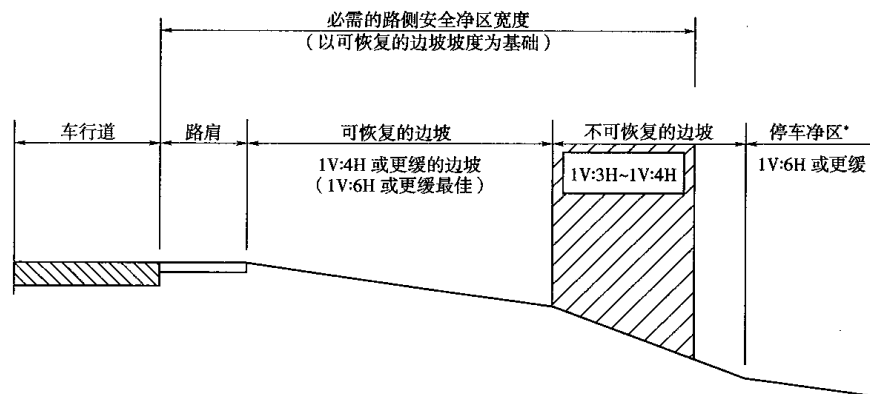 必需的路侧安全净区宽度
(以可恢复的边坡坡度为基础)
车行道
路肩
可恢复的边坡
不可恢复的边坡
停车净区*
1V:4H 或更缓的边坡
(1V:6H 或更缓最佳)
1V:3H~1V:4H
1V:6H 或更缓